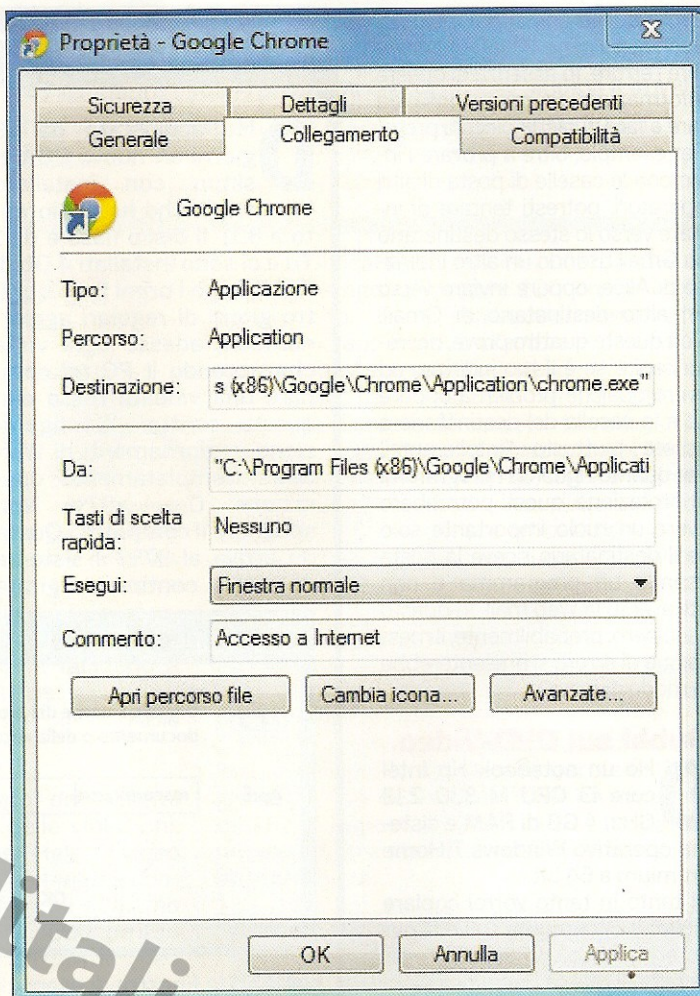 Proprietà - Google Chrome
Sicurezza Dettagli Versioni precedenti
Generale Collegamento Compatibilità
Google Chrome
Tipo: Applicazione
Percorso: Application
Destinazione: s (x86)\Google\Chrome\Application\chrome.exe"
Da: "C:\Program Files (x86)\Google\Chrome\Applicati
Tasti di scelta rapida: Nessuno
Esegui: Finestra normale
Commento: Accesso a Internet
Apri percorso file Cambia icona... Avanzate...
OK Annulla Applica